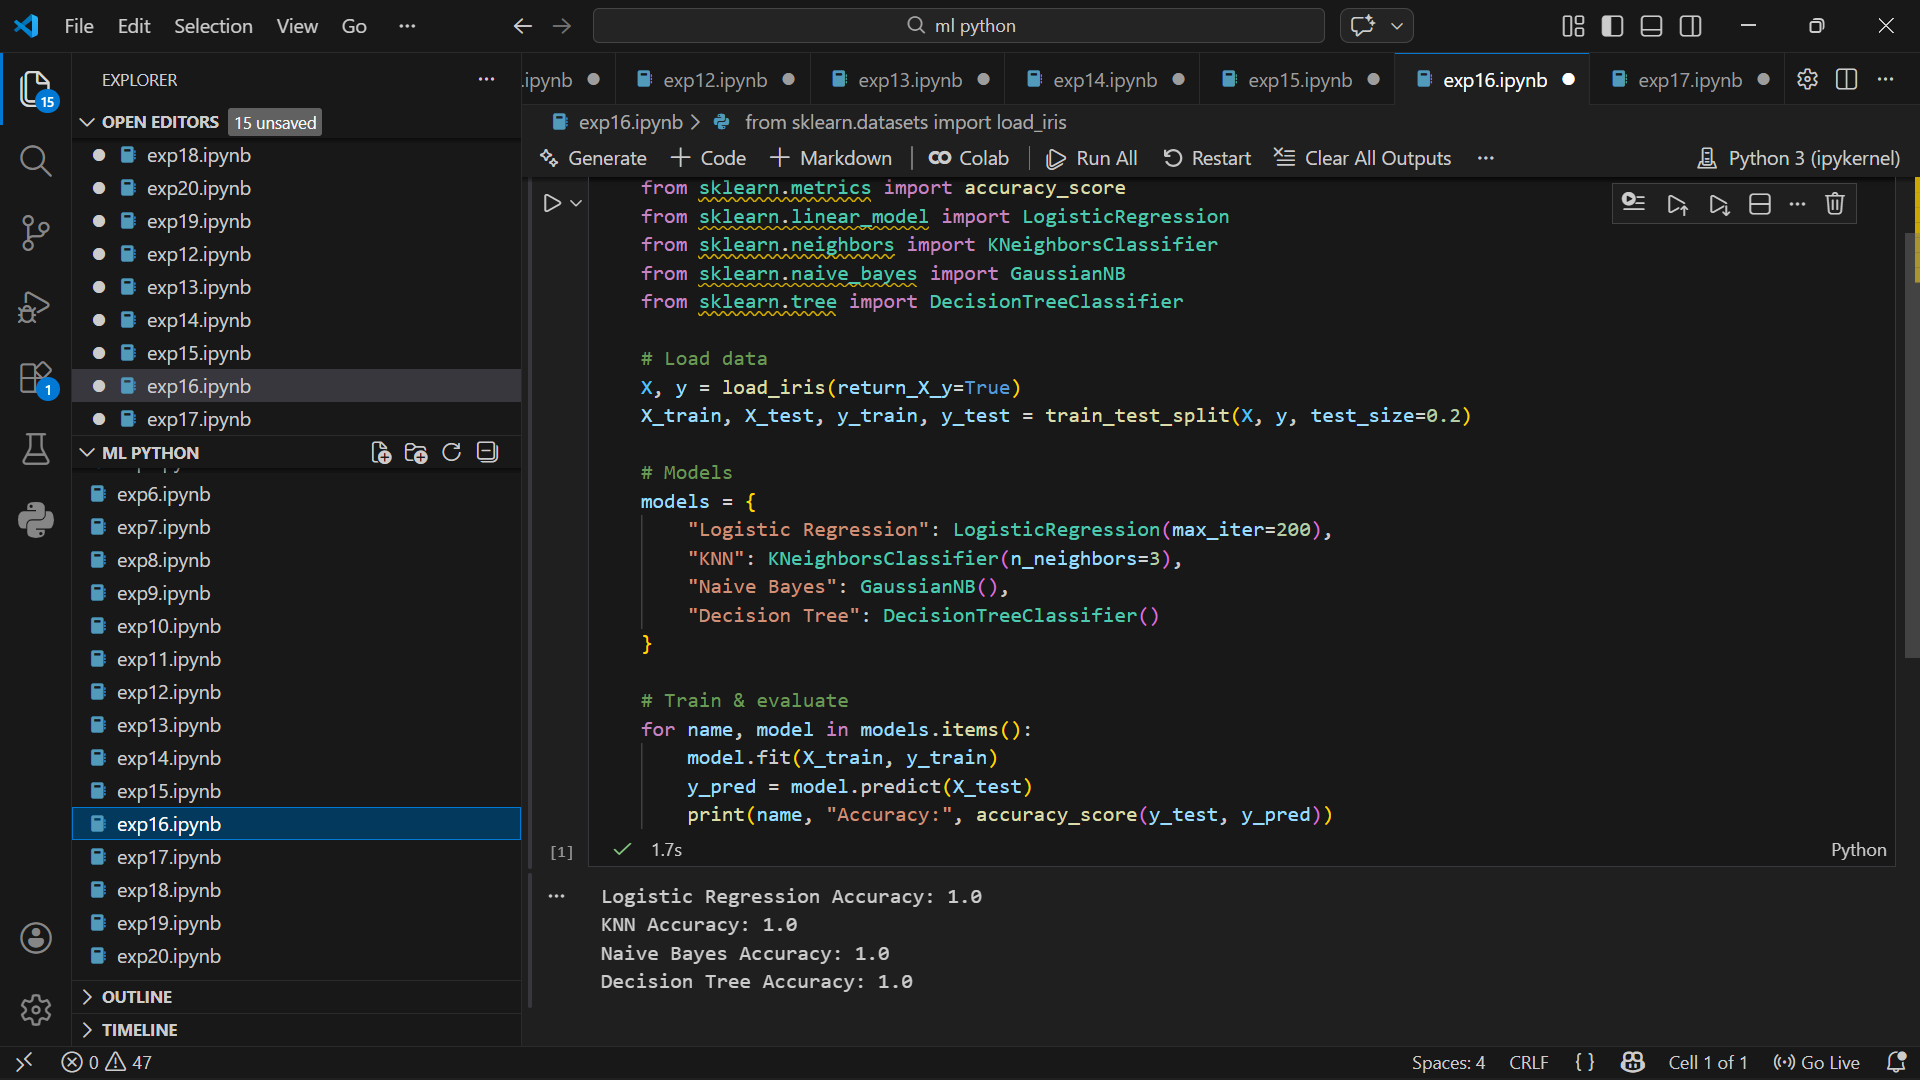 File Edit Selection View Go ···
ml python
EXPLORER ···
OPEN EDITORS 15 unsaved
exp18.ipynb
exp20.ipynb
exp19.ipynb
exp12.ipynb
exp13.ipynb
exp14.ipynb
exp15.ipynb
exp16.ipynb
exp17.ipynb
ML PYTHON
exp6.ipynb
exp7.ipynb
exp8.ipynb
exp9.ipynb
exp10.ipynb
exp11.ipynb
exp12.ipynb
exp13.ipynb
exp14.ipynb
exp15.ipynb
exp16.ipynb
exp17.ipynb
exp18.ipynb
exp19.ipynb
exp20.ipynb
OUTLINE
TIMELINE
15
1
.ipynb exp12.ipynb exp13.ipynb exp14.ipynb exp15.ipynb exp16.ipynb exp17.ipynb ···
exp16.ipynb > from sklearn.datasets import load_iris
Generate + Code + Markdown | Colab | Run All Restart Clear All Outputs ··· Python 3 (ipykernel)
from sklearn.metrics import accuracy_score
from sklearn.linear_model import LogisticRegression
from sklearn.neighbors import KNeighborsClassifier
from sklearn.naive_bayes import GaussianNB
from sklearn.tree import DecisionTreeClassifier
# Load data
X, y = load_iris(return_X_y=True)
X_train, X_test, y_train, y_test = train_test_split(X, y, test_size=0.2)
# Models
models = {
"Logistic Regression": LogisticRegression(max_iter=200),
"KNN": KNeighborsClassifier(n_neighbors=3),
"Naive Bayes": GaussianNB(),
"Decision Tree": DecisionTreeClassifier()
}
# Train & evaluate
for name, model in models.items():
model.fit(X_train, y_train)
y_pred = model.predict(X_test)
print(name, "Accuracy:", accuracy_score(y_test, y_pred))
[1] 1.7s Python
··· Logistic Regression Accuracy: 1.0
KNN Accuracy: 1.0
Naive Bayes Accuracy: 1.0
Decision Tree Accuracy: 1.0
0 47 Spaces: 4 CRLF { } Cell 1 of 1 Go Live